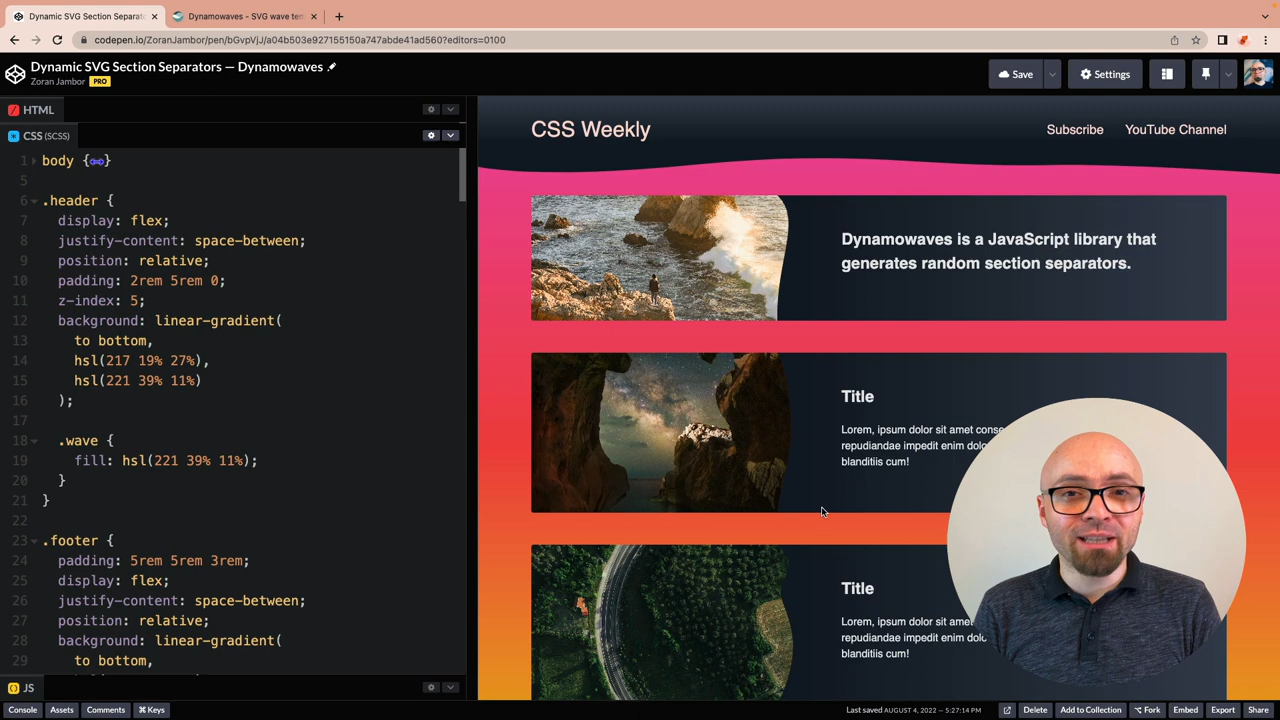 Dynamic SVG Section Separat
Dynamowaves - SVG wave tem
codepen.io/ZoranJambor/pen/bGvpVjJ/a04b503e927155150a747abde41ad560?editors=0100
Dynamic SVG Section Separators — Dynamowaves
Zoran Jambor PRO
Save
Settings
HTML
CSS (SCSS)
1 body {}
5
6 .header {
7 display: flex;
8 justify-content: space-between;
9 position: relative;
10 padding: 2rem 5rem 0;
11 z-index: 5;
12 background: linear-gradient(
13 to bottom,
14 hsl(217 19% 27%),
15 hsl(221 39% 11%)
16 );
17
18 .wave {
19 fill: hsl(221 39% 11%);
20 }
21 }
22
23 .footer {
24 padding: 5rem 5rem 3rem;
25 display: flex;
26 justify-content: space-between;
27 position: relative;
28 background: linear-gradient(
29 to bottom,
JS
CSS Weekly
Subscribe YouTube Channel
Dynamowaves is a JavaScript library that
generates random section separators.
Title
Lorem, ipsum dolor sit amet conse
repudiandae impedit enim dolo
blanditiis cum!
Title
Lorem, ipsum dolor sit amet
repudiandae impedit enim do
blanditiis cum!
Console Assets Comments ⌘ Keys
Last saved AUGUST 4, 2022 — 5:27:14 PM
Delete Add to Collection Fork Embed Export Share